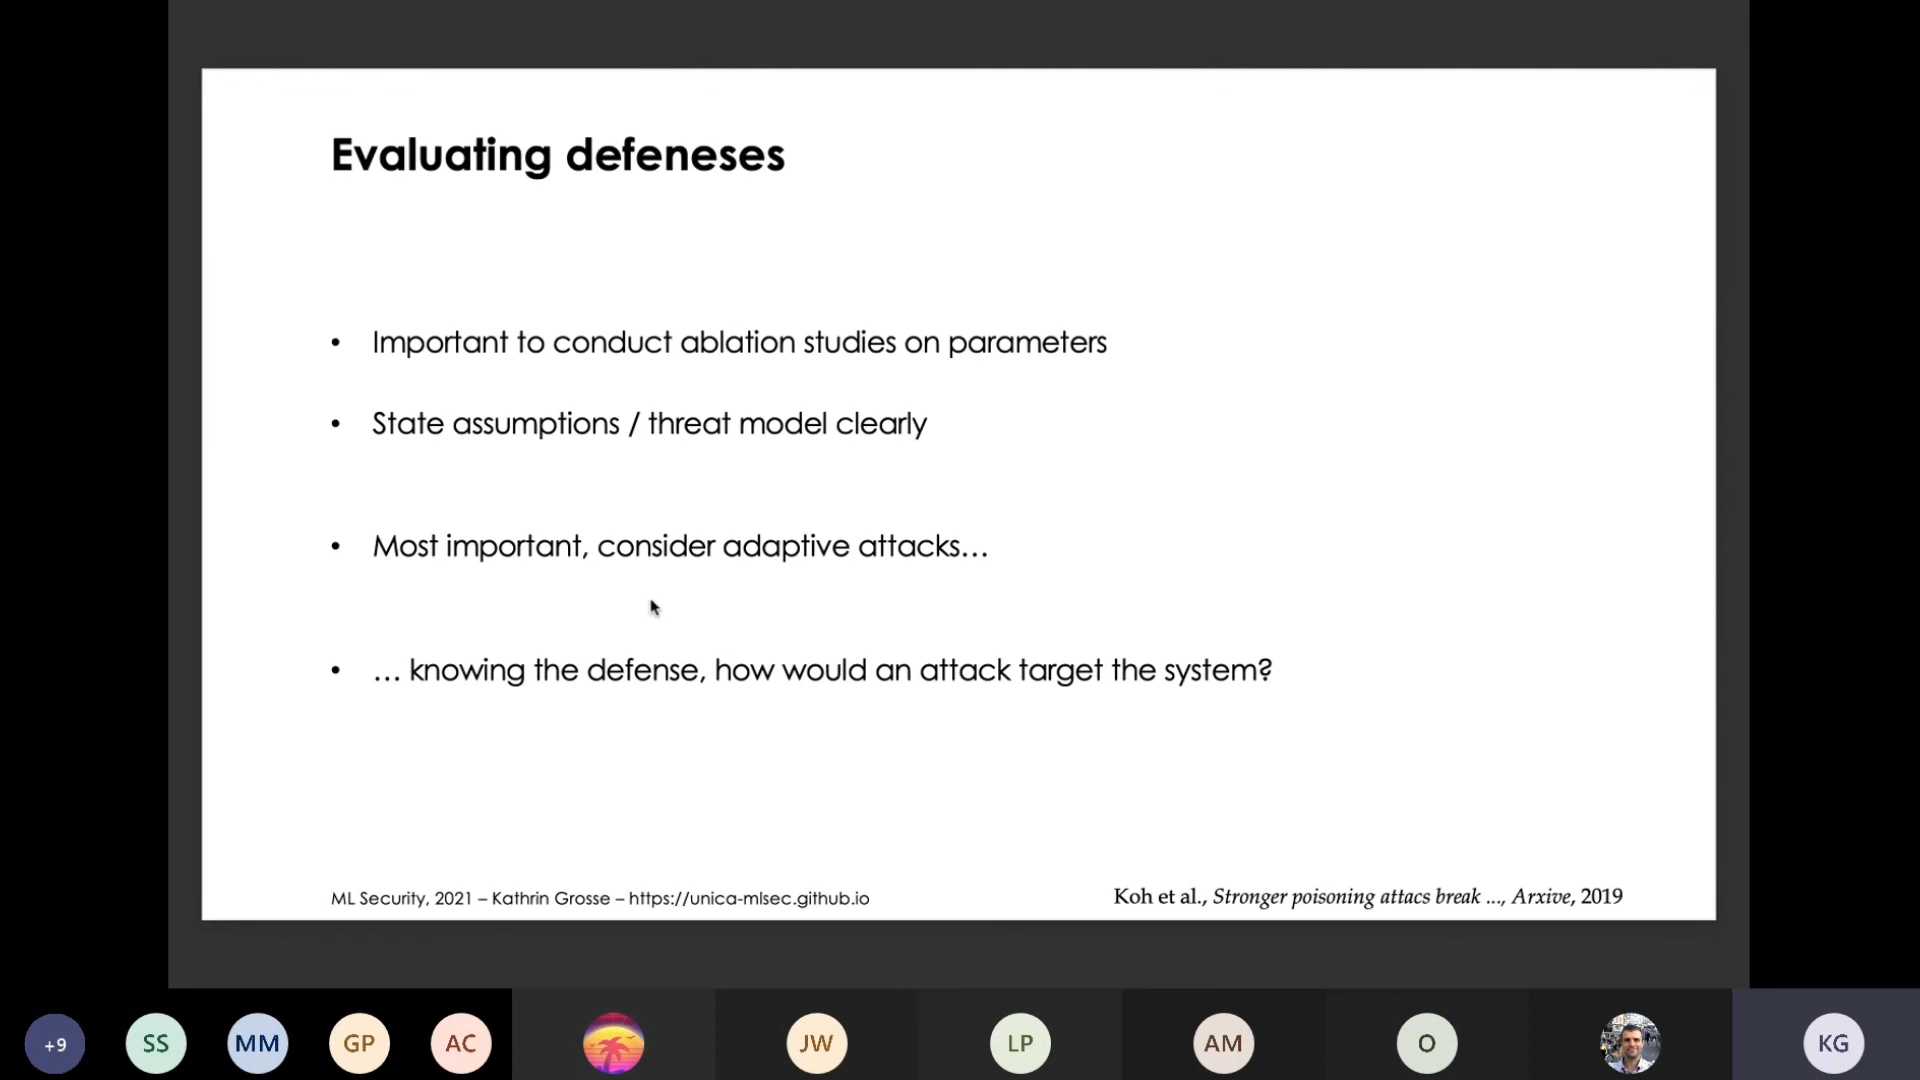 Evaluating defeneses
• Important to conduct ablation studies on parameters
• State assumptions / threat model clearly
• Most important, consider adaptive attacks…
• … knowing the defense, how would an attack target the system?
ML Security, 2021 – Kathrin Grosse – https://unica-mlsec.github.io
Koh et al., Stronger poisoning attacs break ..., Arxive, 2019
+9 SS MM GP AC JW LP AM O KG